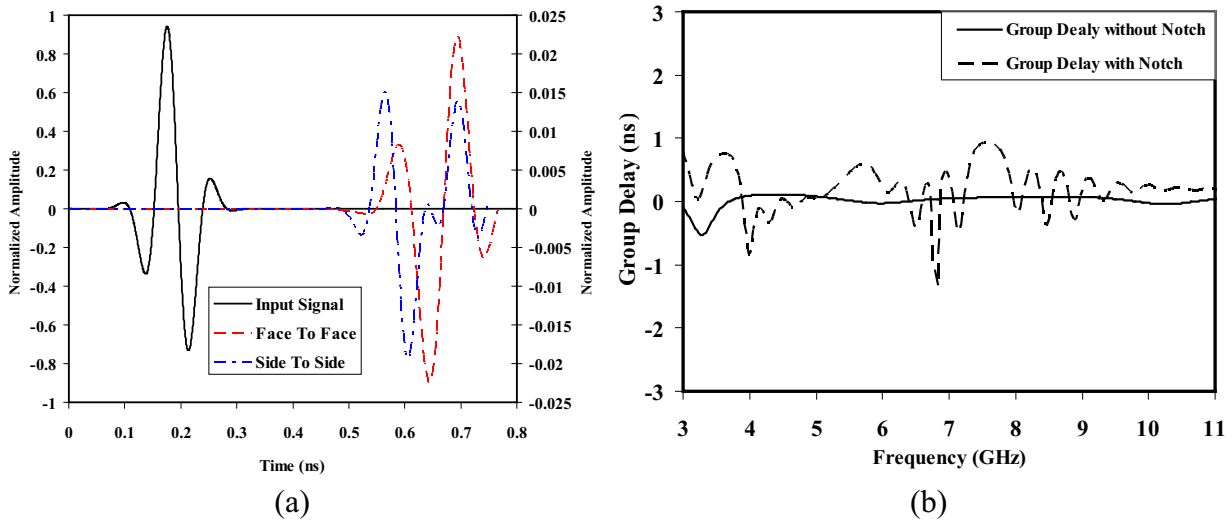 1
0.8
0.6
0.4
0.2
0
-0.2
-0.4
-0.6
-0.8
-1
Normalized Amplitude
0.025
0.02
0.015
0.01
0.005
0
-0.005
-0.01
-0.015
-0.02
-0.025
Normalized Amplitude
Input Signal
Face To Face
Side To Side
0 0.1 0.2 0.3 0.4 0.5 0.6 0.7 0.8
Time (ns)
(a)
3
2
1
0
-1
-2
-3
Group Delay (ns)
Group Dealy without Notch
Group Delay with Notch
3 4 5 6 7 8 9 10 11
Frequency (GHz)
(b)